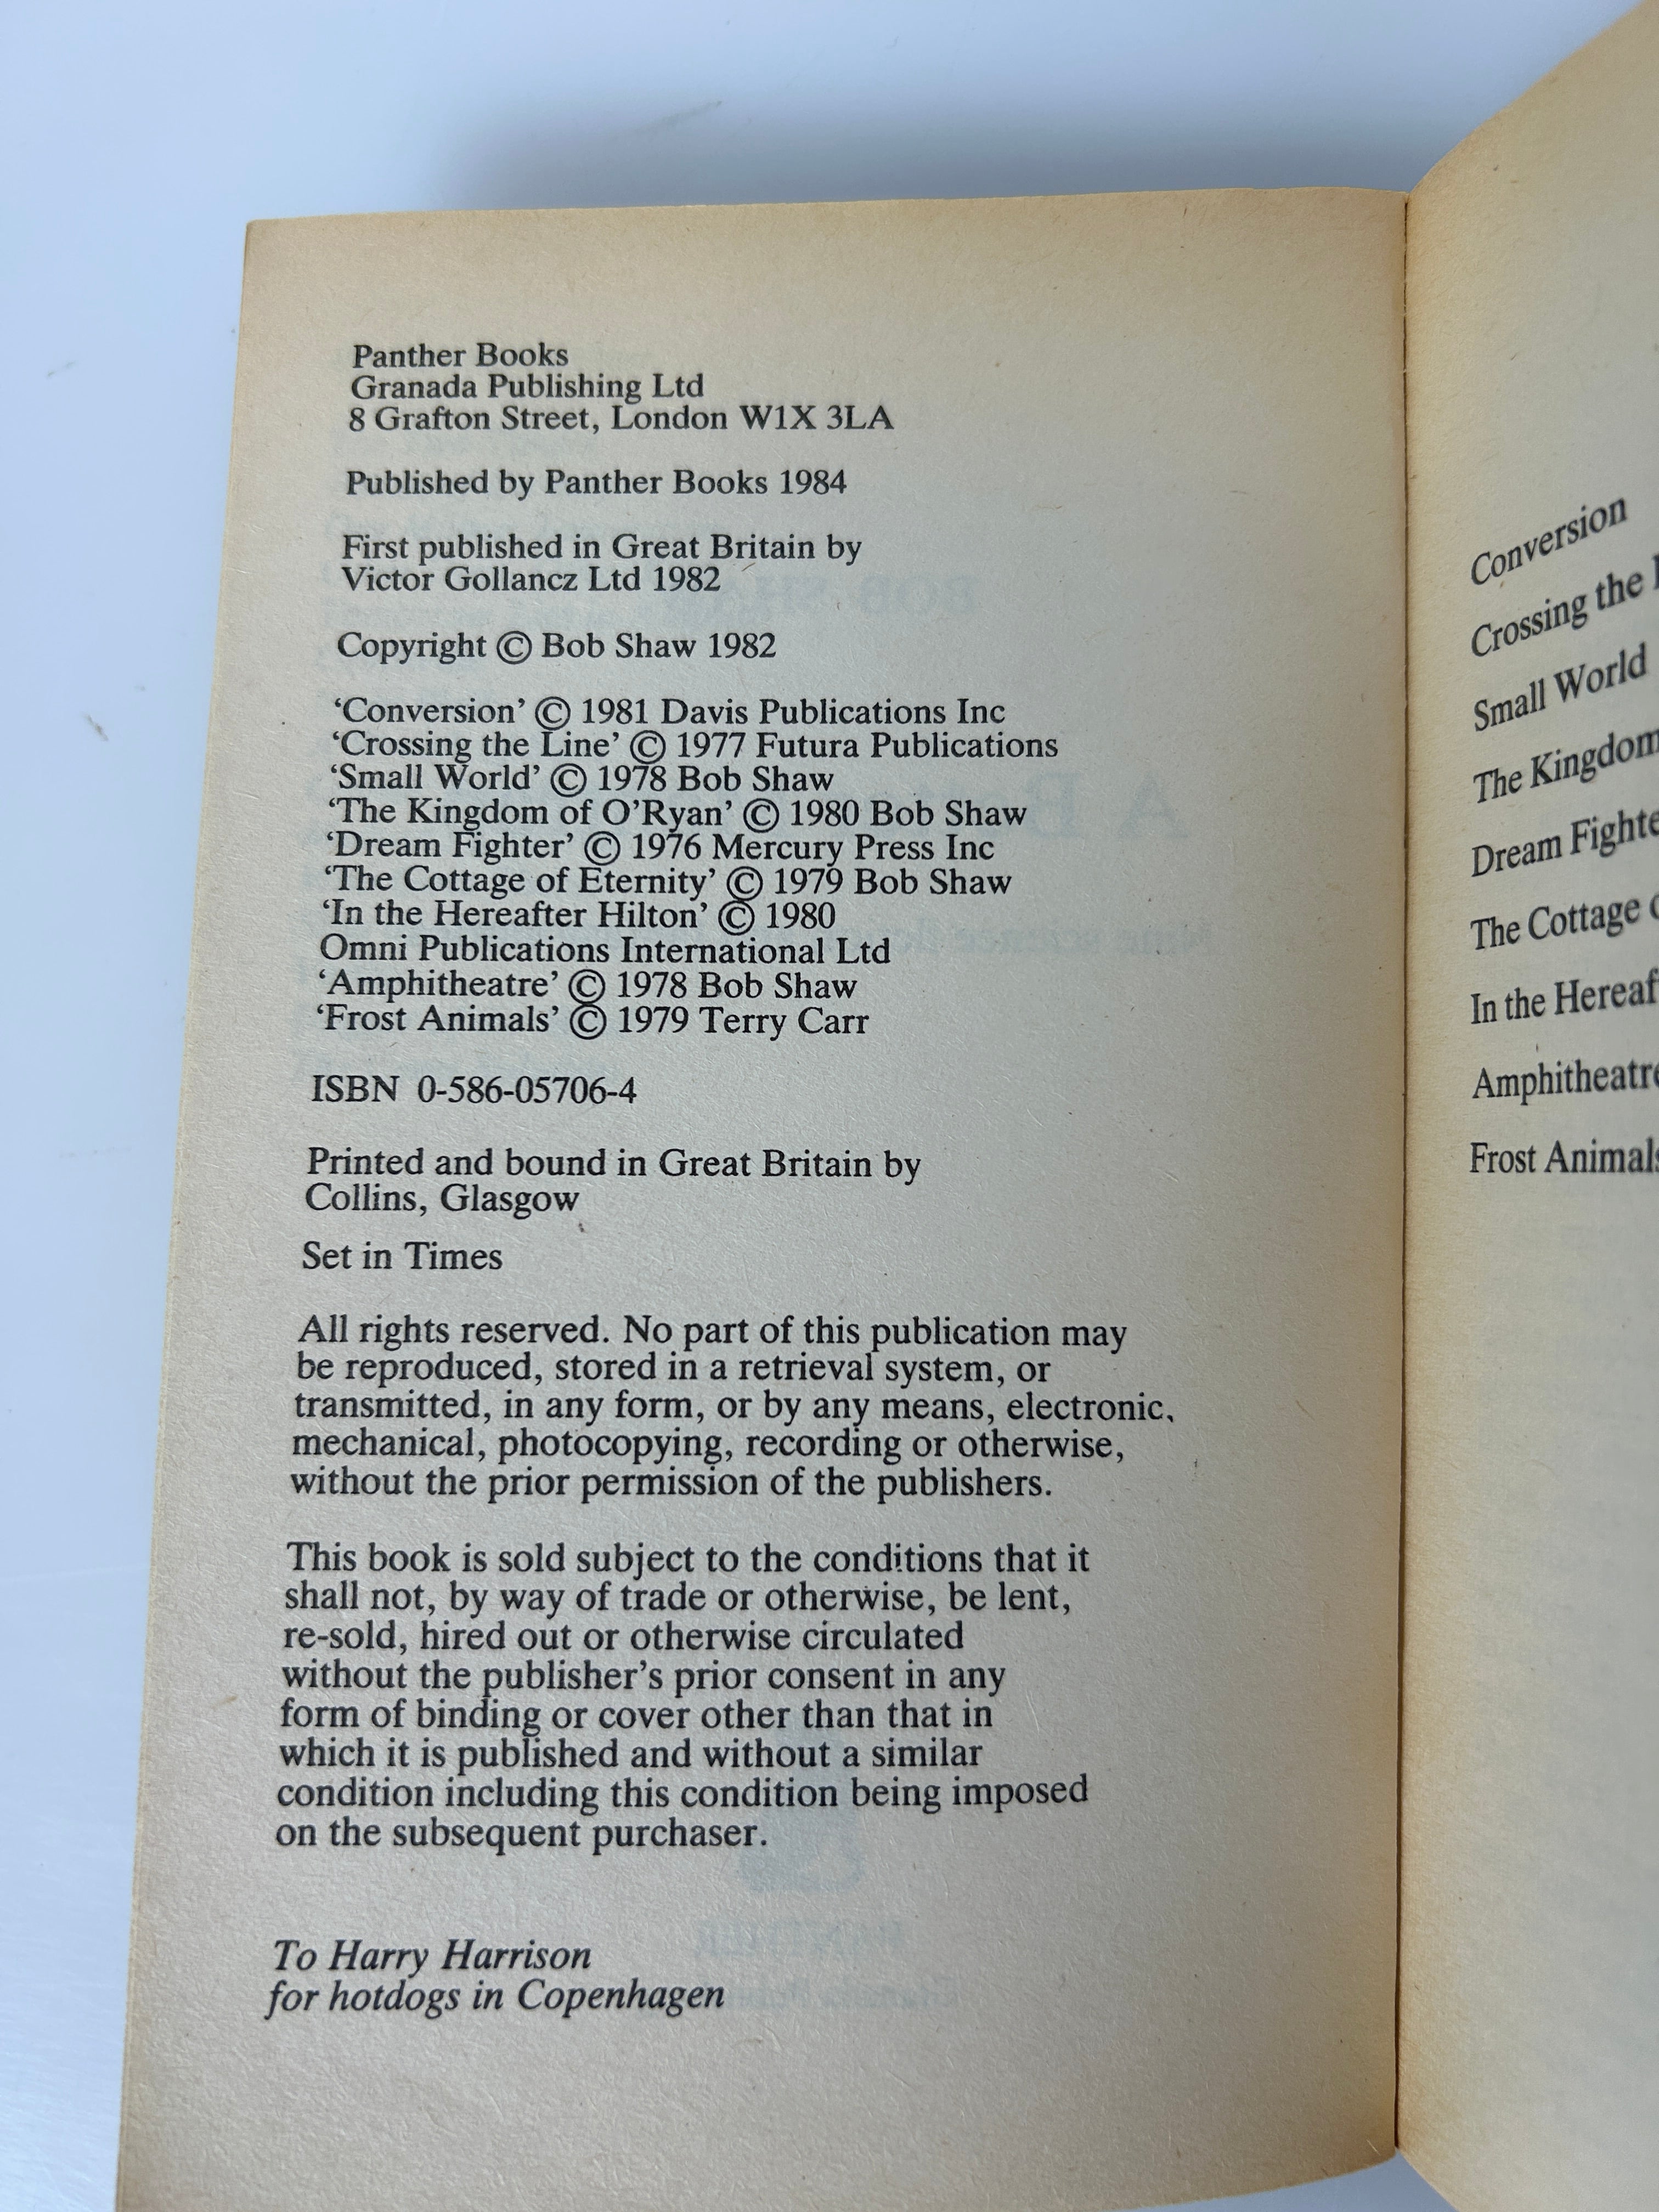 Panther Books
Granada Publishing Ltd
8 Grafton Street, London W1X 3LA
Published by Panther Books 1984
First published in Great Britain by
Victor Gollancz Ltd 1982
Copyright © Bob Shaw 1982
‘Conversion’ © 1981 Davis Publications Inc
‘Crossing the Line’ © 1977 Futura Publications
‘Small World’ © 1978 Bob Shaw
‘The Kingdom of O’Ryan’ © 1980 Bob Shaw
‘Dream Fighter’ © 1976 Mercury Press Inc
‘The Cottage of Eternity’ © 1979 Bob Shaw
‘In the Hereafter Hilton’ © 1980
Omni Publications International Ltd
‘Amphitheatre’ © 1978 Bob Shaw
‘Frost Animals’ © 1979 Terry Carr
ISBN 0-586-05706-4
Printed and bound in Great Britain by
Collins, Glasgow
Set in Times
All rights reserved. No part of this publication may
be reproduced, stored in a retrieval system, or
transmitted, in any form, or by any means, electronic,
mechanical, photocopying, recording or otherwise,
without the prior permission of the publishers.
This book is sold subject to the conditions that it
shall not, by way of trade or otherwise, be lent,
re-sold, hired out or otherwise circulated
without the publisher’s prior consent in any
form of binding or cover other than that in
which it is published and without a similar
condition including this condition being imposed
on the subsequent purchaser.
To Harry Harrison
for hotdogs in Copenhagen
Conversion
Crossing the
Small World
The Kingdom
Dream
The Cottage
In the
Frost